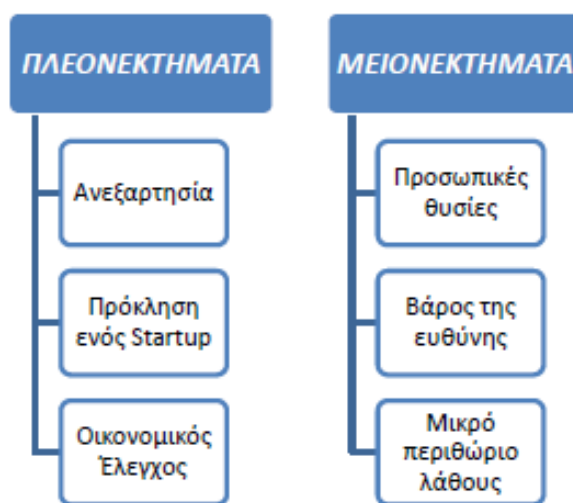 ΠΛΕΟΝΕΚΤΗΜΑΤΑ
Ανεξαρτησία
Πρόκληση
ενός Startup
Οικονομικός
Έλεγχος
ΜΕΙΟΝΕΚΤΗΜΑΤΑ
Προσωπικές
θυσίες
Βάρος της
ευθύνης
Μικρό
περιθώριο
λάθους